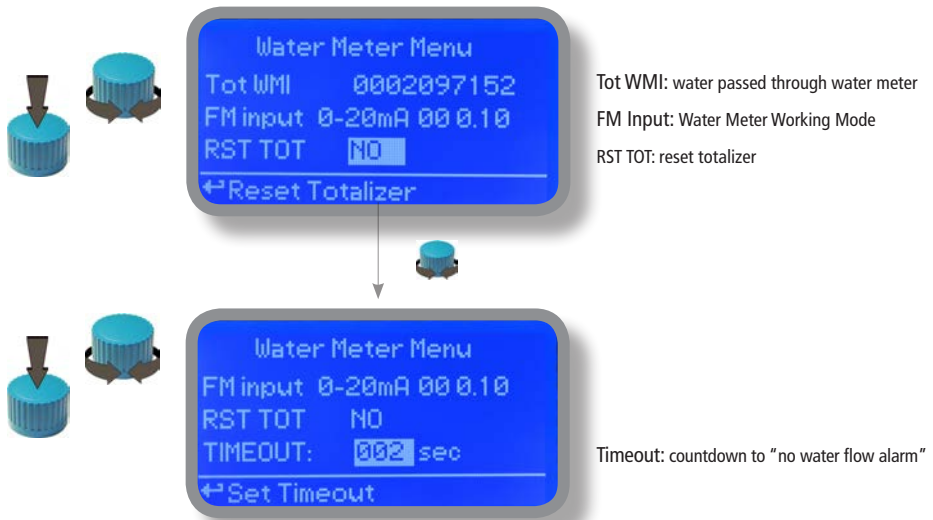 Water Meter Menu
Tot WMI 0002097152
FM input 0-20mA 00 0.10
RST TOT NO
↵Reset Totalizer
Tot WMI: water passed through water meter
FM Input: Water Meter Working Mode
RST TOT: reset totalizer
Water Meter Menu
FM input 0-20mA 00 0.10
RST TOT NO
TIMEOUT: 002 sec
↵Set Timeout
Timeout: countdown to “no water flow alarm”